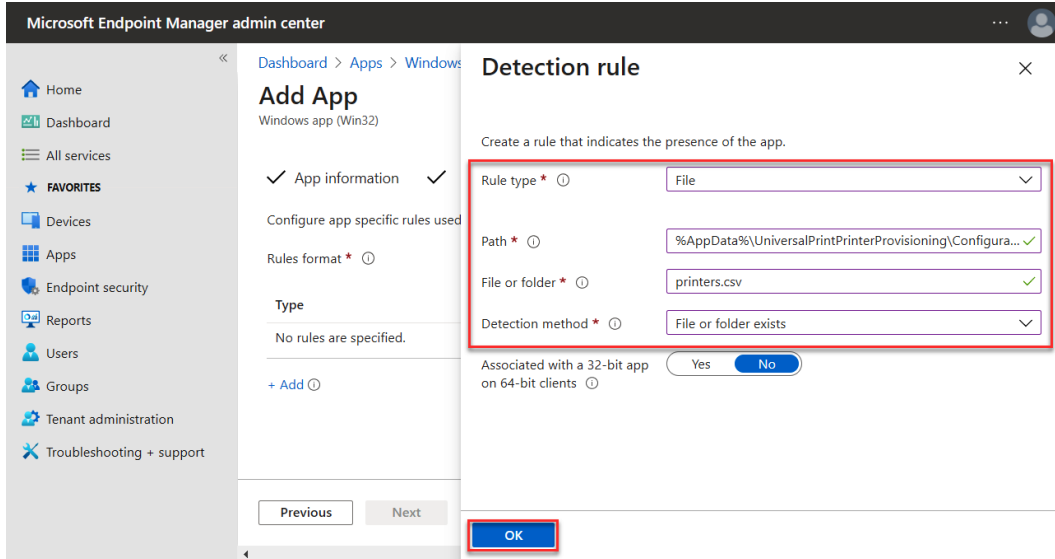 Microsoft Endpoint Manager admin center
...
«
Home
Dashboard
All services
FAVORITES
Devices
Apps
Endpoint security
Reports
Users
Groups
Tenant administration
Troubleshooting + support
Dashboard > Apps > Windows
Add App
Windows app (Win32)
App information
Configure app specific rules used
Rules format *
Type
No rules are specified.
+ Add
Previous Next
Detection rule
Create a rule that indicates the presence of the app.
Rule type * File
Path * %AppData%\UniversalPrintPrinterProvisioning\Configura...
File or folder * printers.csv
Detection method * File or folder exists
Associated with a 32-bit app Yes No
on 64-bit clients
OK